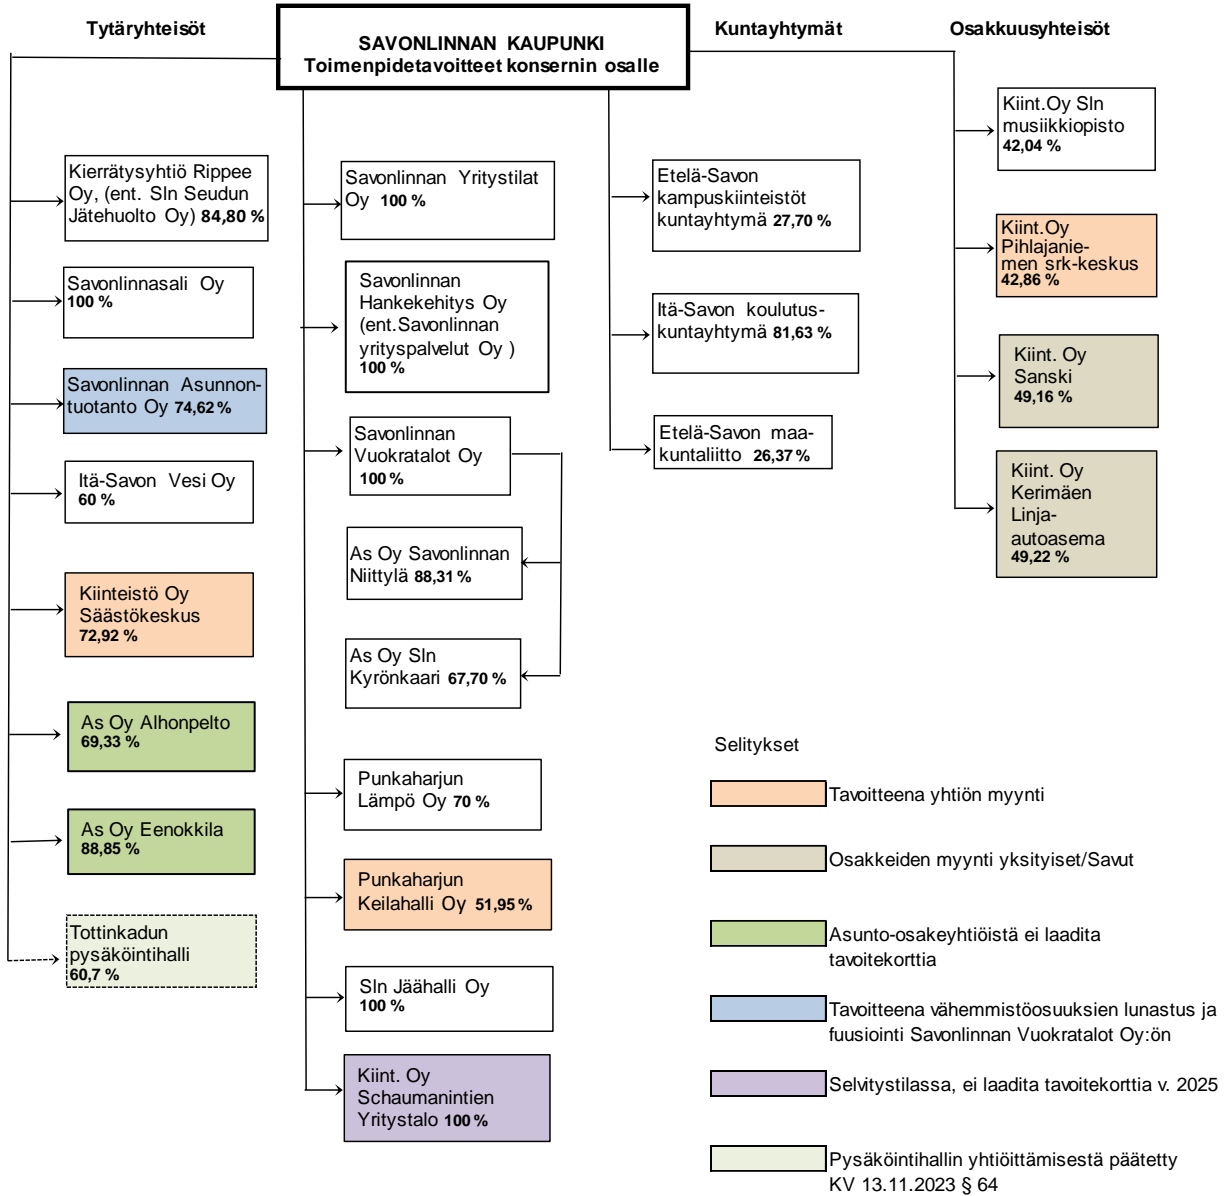 Tytäryhteisöt
SAVONLINNAN KAUPUNKI
Toimenpidetavoitteet konsernin osalle
Kuntayhtymät
Osakkuusyhteisöt
Kierrätysyhtiö Rippee
Oy, (ent. Sln Seudun
Jätehuolto Oy) 84,80 %
Savonlinnasali Oy
100 %
Savonlinnan Asunnon-
tuotanto Oy 74,62 %
Itä-Savon Vesi Oy
60 %
Kiinteistö Oy
Säästökeskus
72,92 %
As Oy Alhonpelto
69,33 %
As Oy Eenokkila
88,85 %
Tottinkadun
pysäköintihalli
60,7 %
Savonlinnan Yritystilat
Oy 100 %
Savonlinnan
Hankekehitys Oy
(ent.Savonlinnan
yrityspalvelut Oy )
100 %
Savonlinnan
Vuokratalot Oy
100 %
As Oy Savonlinnan
Niittylä 88,31 %
As Oy Sln
Kyrönkaari 67,70 %
Punkaharjun
Lämpö Oy 70 %
Punkaharjun
Keilahalli Oy 51,95 %
Sln Jäähalli Oy
100 %
Kiint. Oy
Schaumanintien
Yritystalo 100 %
Etelä-Savon
kampuskiinteistöt
kuntayhtymä 27,70 %
Itä-Savon koulutus-
kuntayhtymä 81,63 %
Etelä-Savon maa-
kuntaliitto 26,37 %
Kiint.Oy Sln
musiikkiopisto
42,04 %
Kiint.Oy
Pihlajanie-
men srk-keskus
42,86 %
Kiint. Oy
Sanski
49,16 %
Kiint. Oy
Kerimäen
Linja-
autoasema
49,22 %
Selitykset
Tavoitteena yhtiön myynti
Osakkeiden myynti yksityiset/Savut
Asunto-osakeyhtiöistä ei laadita
tavoitekorttia
Tavoitteena vähemmistöosuuksien lunastus ja
fuusiointi Savonlinnan Vuokratalot Oy:ön
Selvitystilassa, ei laadita tavoitekorttia v. 2025
Pysäköintihallin yhtiöittämisestä päätetty
KV 13.11.2023 § 64